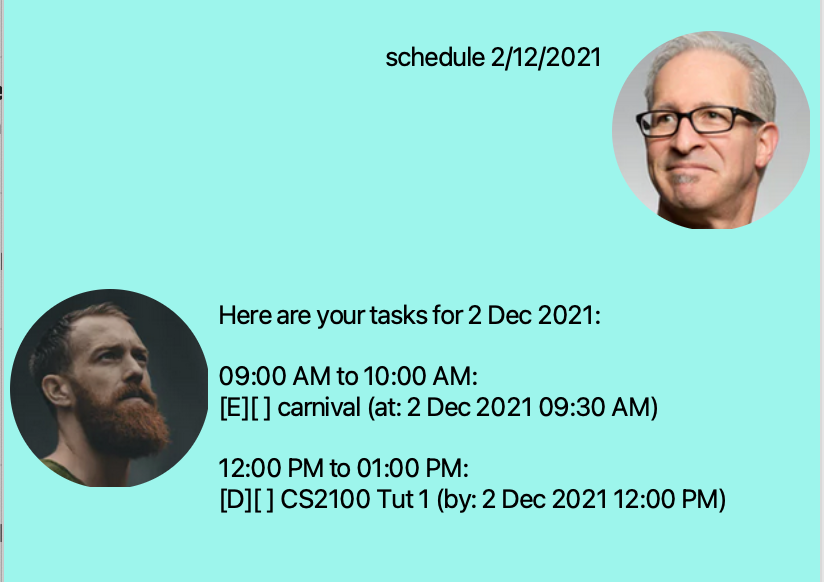 schedule 2/12/2021
Here are your tasks for 2 Dec 2021:
09:00 AM to 10:00 AM:
[E][ ] carnival (at: 2 Dec 2021 09:30 AM)
12:00 PM to 01:00 PM:
[D][ ] CS2100 Tut 1 (by: 2 Dec 2021 12:00 PM)